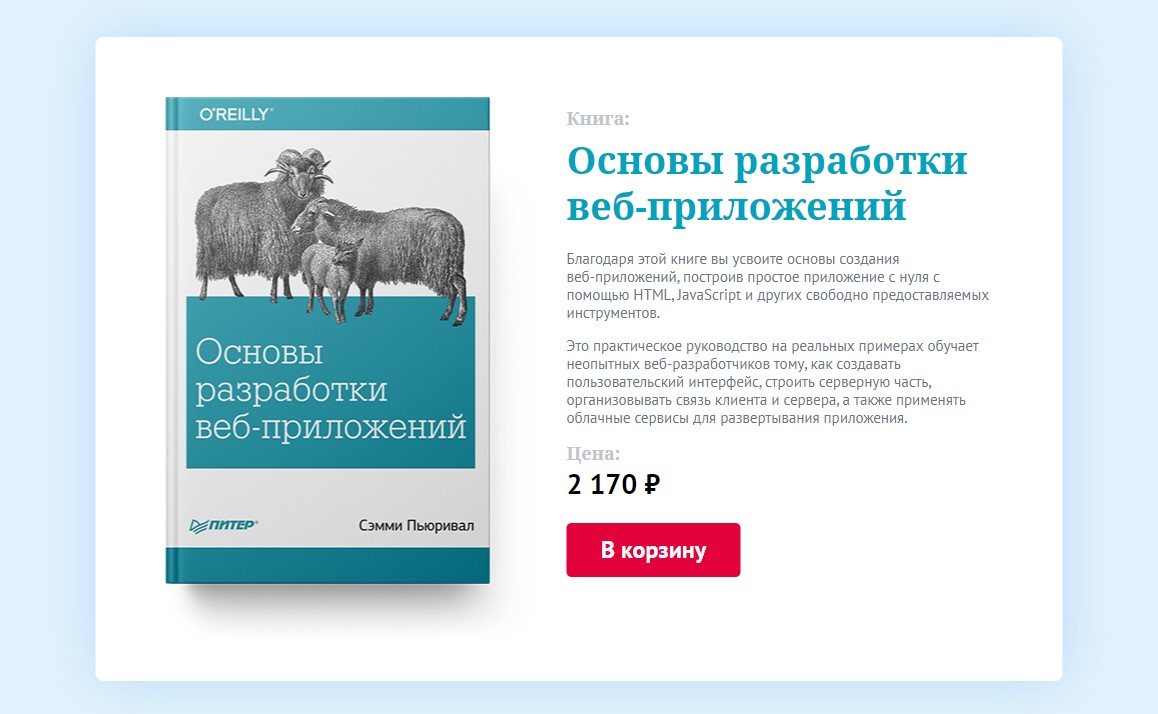 O'REILLY®
Основы
разработки
веб-приложений
ПИТЕР®
Сэмми Пьюривал
Книга:
Основы разработки
веб-приложений
Благодаря этой книге вы усвоите основы создания
веб-приложений, построив простое приложение с нуля с
помощью HTML, JavaScript и других свободно предоставляемых
инструментов.
Это практическое руководство на реальных примерах обучает
неопытных веб-разработчиков тому, как создавать
пользовательский интерфейс, строить серверную часть,
организовывать связь клиента и сервера, а также применять
облачные сервисы для развертывания приложения.
Цена:
2 170 ₽
В корзину